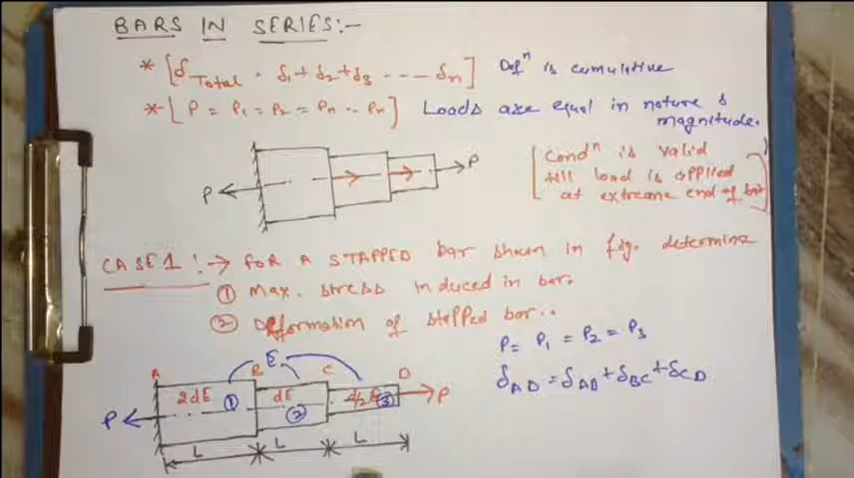 BARS IN SERIES:-
* [δTotal = δ1 + δ2 + δ3 --- δn] Defⁿ is cumulative
* [P = P1 = P2 = Pn .. Pn] Loads are equal in nature & magnitude.
P P
[Condⁿ is valid
till load is applied
at extreme end of bar]
CASE 1 :→ FOR A STAPPED bar shown in fig. determine
① Max. stress induced in bar.
② Deformation of stepped bar..
P = P1 = P2 = P3
δAD = δAB + δBC + δCD
E
A B C D
P 2dE ① dE ② d/2 ③ P
L L L